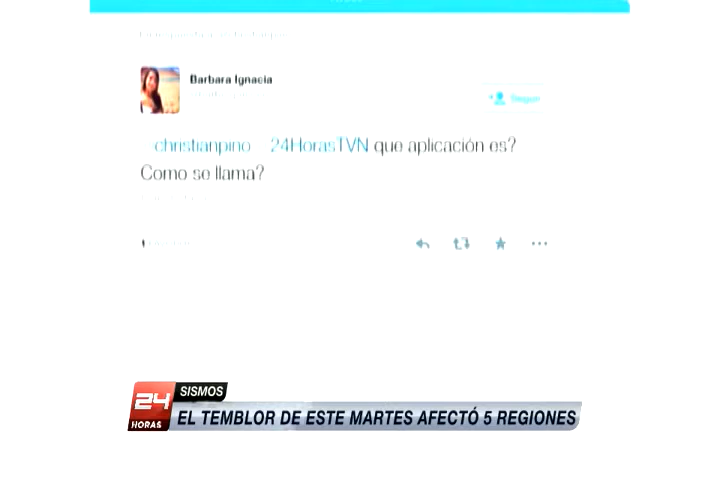 Barbara Ignacia
Seguir
christianpino 24HorasTVN que aplicación es?
Como se llama?
SISMOS
24
HORAS
EL TEMBLOR DE ESTE MARTES AFECTÓ 5 REGIONES